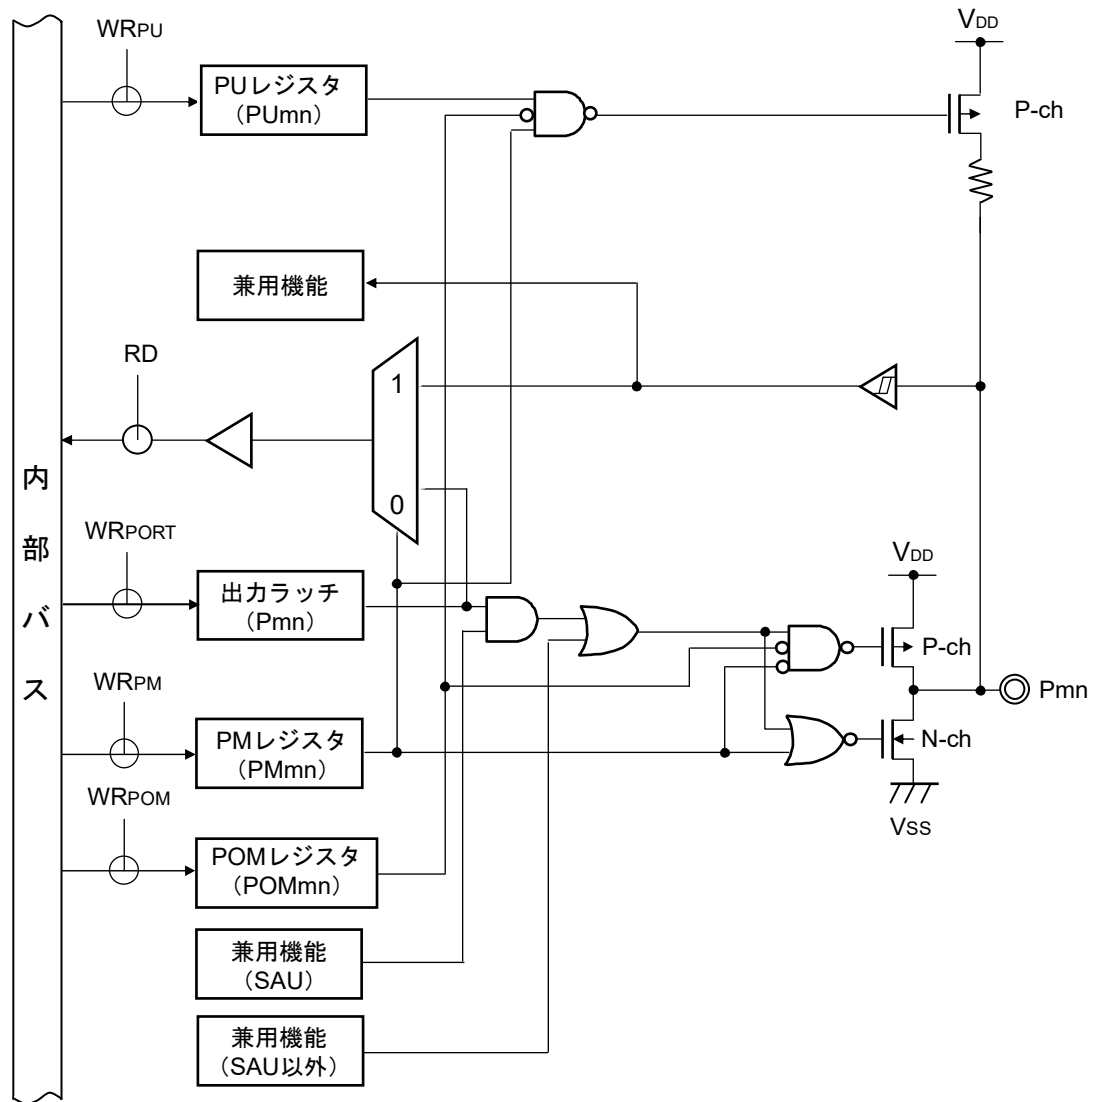 WRPU
PUレジスタ
（PUmn）
VDD
P-ch
兼用機能
RD
1
0
内部バス
WRPORT
出力ラッチ
（Pmn）
VDD
P-ch
Pmn
WRPM
PMレジスタ
（PMmn）
N-ch
VSS
WRPOM
POMレジスタ
（POMmn）
兼用機能
（SAU）
兼用機能
（SAU以外）